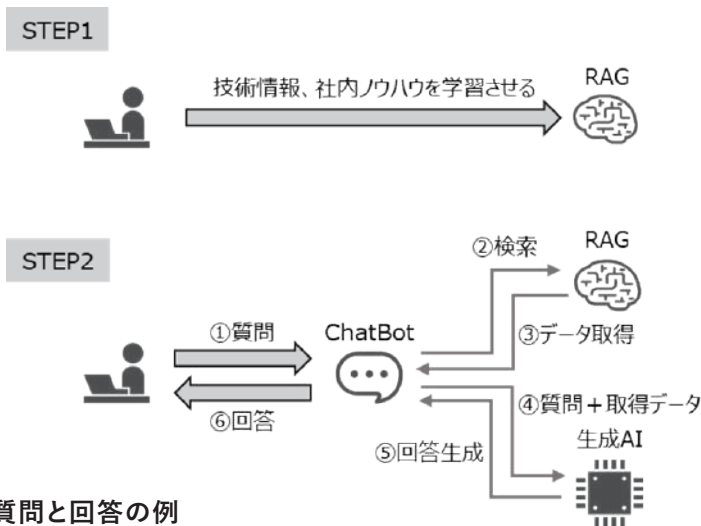 STEP1
技術情報、社内ノウハウを学習させる
RAG
STEP2
②検索
RAG
①質問
ChatBot
③データ取得
④質問＋取得データ
⑥回答
生成AI
⑤回答生成
質問と回答の例